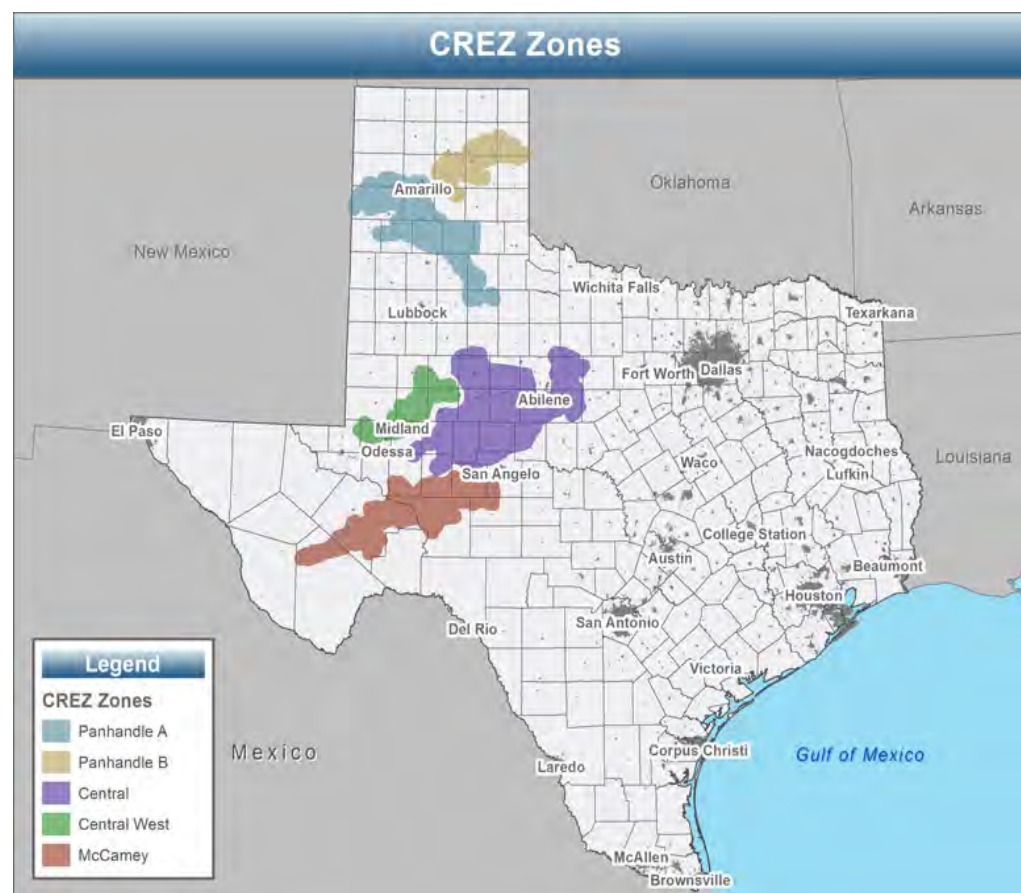 CREZ Zones
Oklahoma
Amarillo
Arkansas
New Mexico
Wichita Falls
Lubbock
Texarkana
Fort Worth
Dallas
Abilene
El Paso
Midland
Odessa
Nacogdoches
Louisiana
Waco
San Angelo
Lufkin
College Station
Austin
Beaumont
Houston
San Antonio
Del Rio
Victoria
Legend
CREZ Zones
Panhandle A
Panhandle B
Central
Central West
McCamey
Mexico
Corpus Christi
Gulf of Mexico
Laredo
McAllen
Brownsville